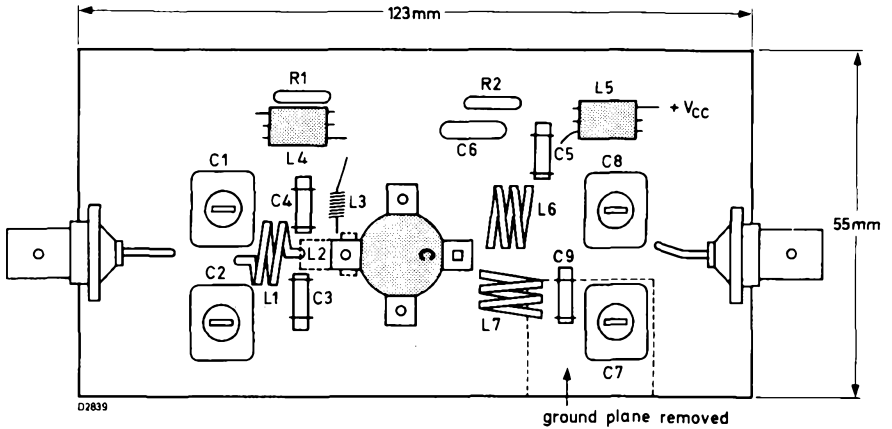 123mm
R1
R2
L5
+ VCC
L4
C6
C5
C1
C4
L3
C8
L6
55mm
C2
L2
c
C9
L1
C3
L7
C7
D2839
ground plane removed